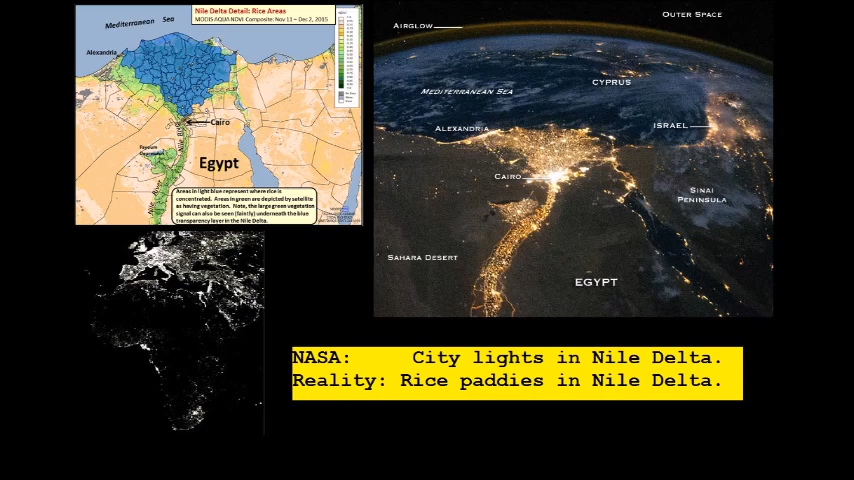 Nile Delta Detail: Rice Areas
MODIS AQUA NDVI Composite: Nov 11 – Dec 2, 2015
Mediterranean Sea
Alexandria
Cairo
Nile River
Fayoum
Depression
Egypt
Areas in light blue represent where rice is
concentrated. Areas in green are depicted by satellite
as having vegetation. Note, the large green vegetation
signal can also be seen (faintly) underneath the blue
transparency layer in the Nile Delta.
AIRGLOW
OUTER SPACE
CYPRUS
MEDITERRANEAN SEA
ALEXANDRIA
ISRAEL
CAIRO
SINAI
PENINSULA
SAHARA DESERT
EGYPT
NASA: City lights in Nile Delta.
Reality: Rice paddies in Nile Delta.